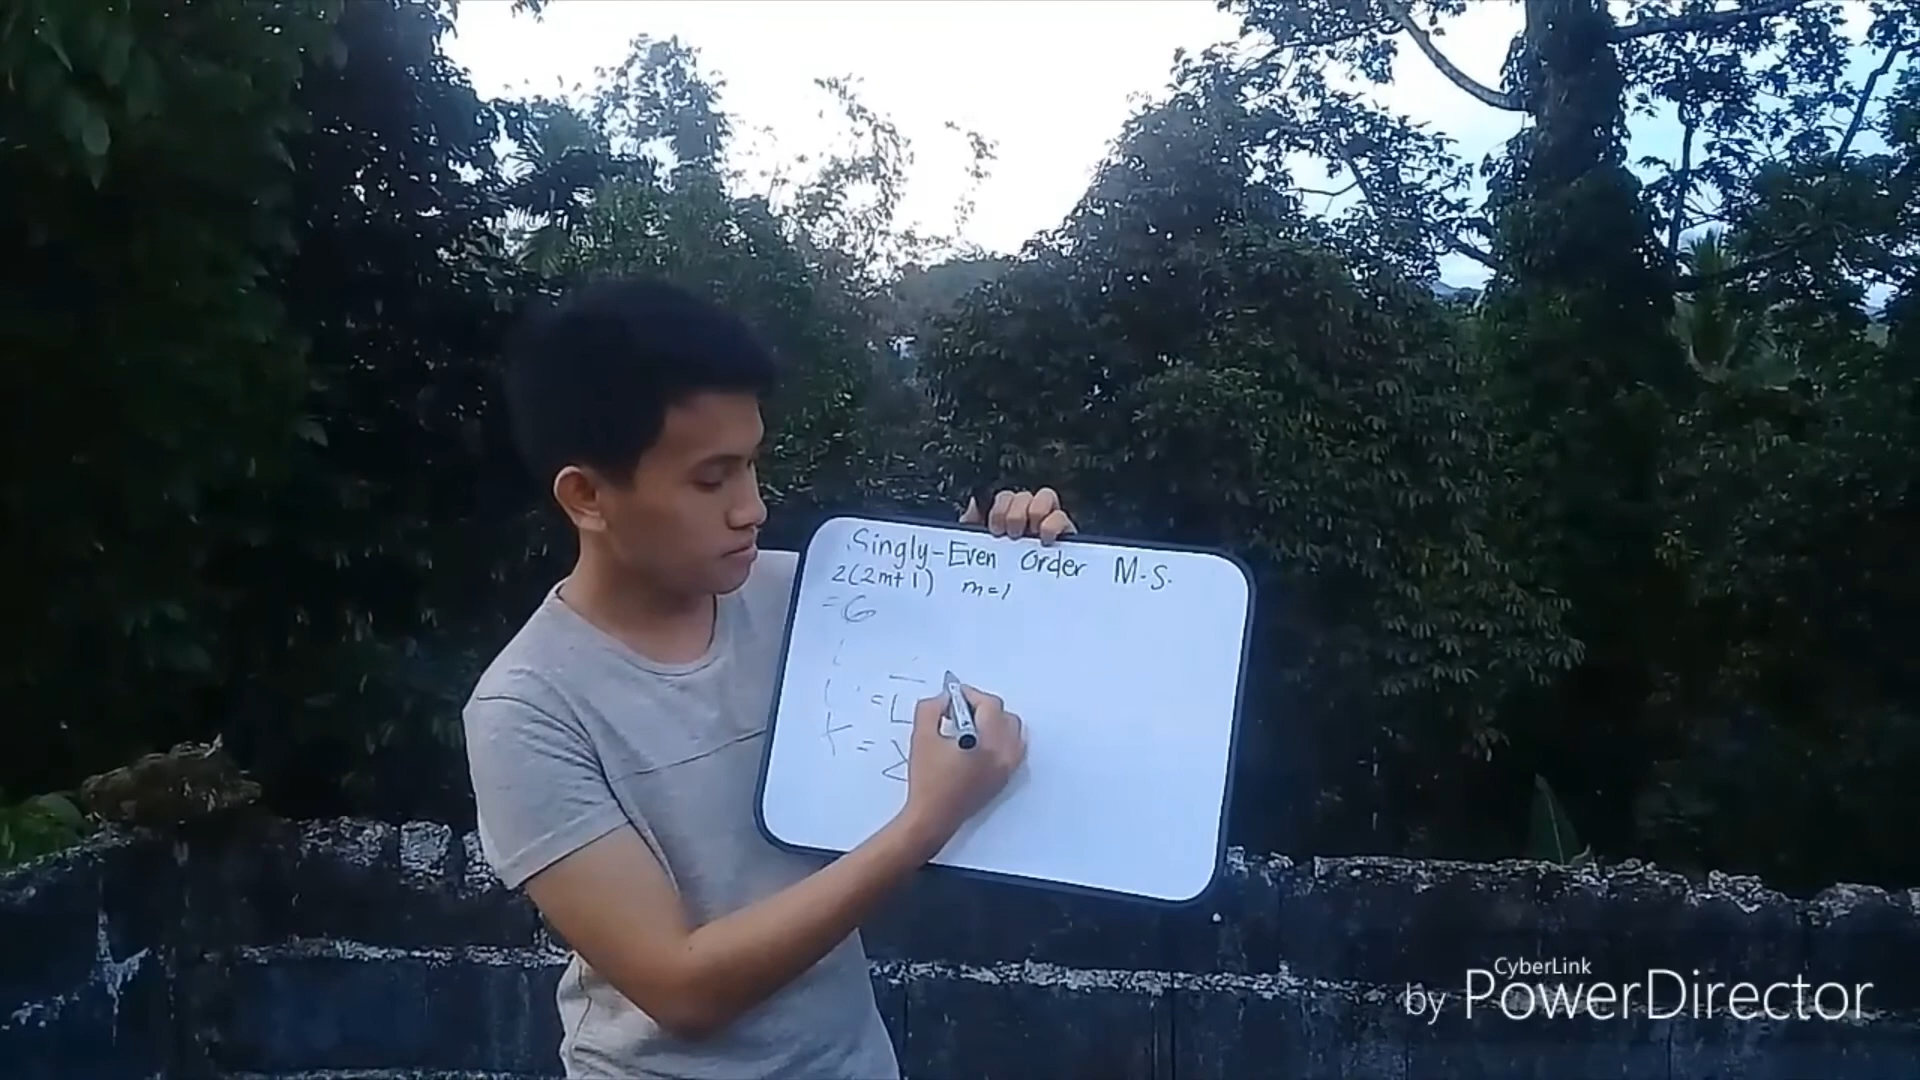 Singly-Even Order M.S.
2(2m+1) m=1
= 6
L = L
X =
CyberLink
by PowerDirector